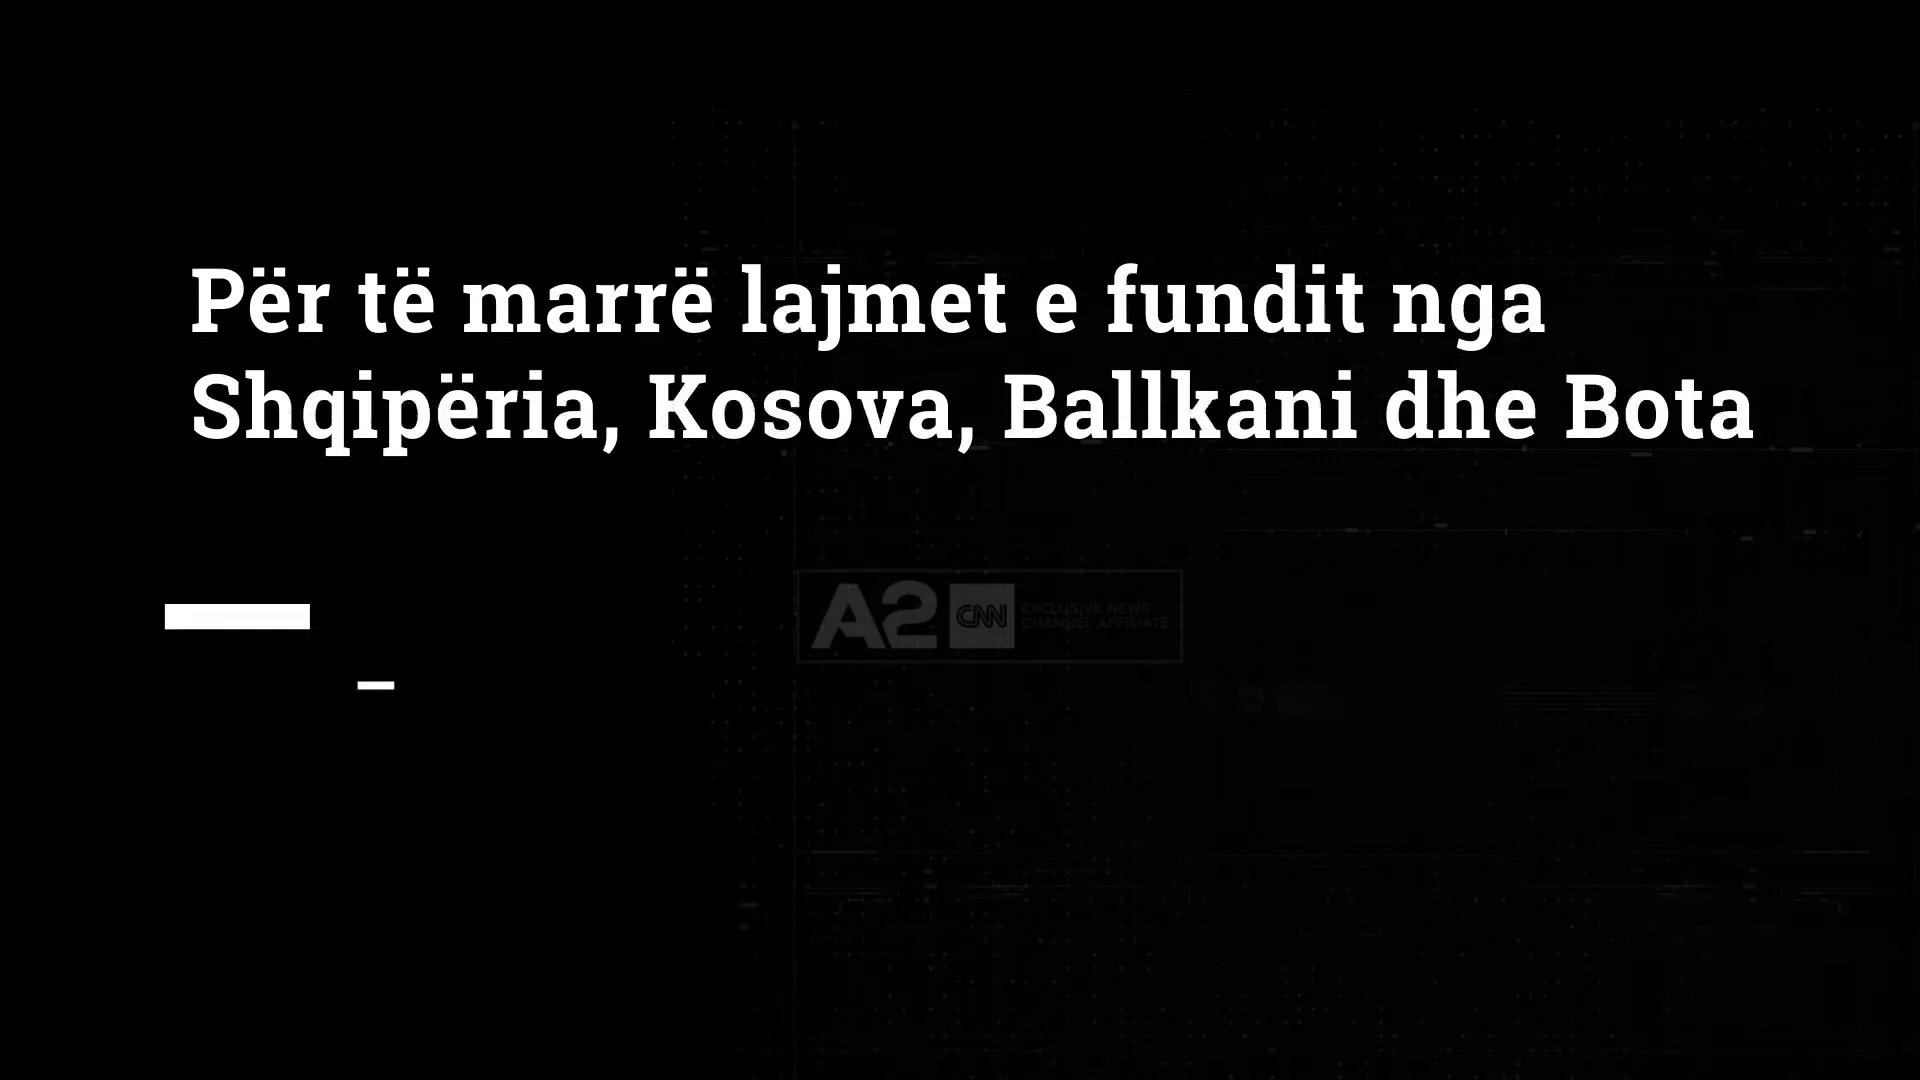 Për të marrë lajmet e fundit nga
Shqipëria, Kosova, Ballkani dhe Bota
A2 CNN EXCLUSIVE NEWS
CHANNEL AFFILIATE